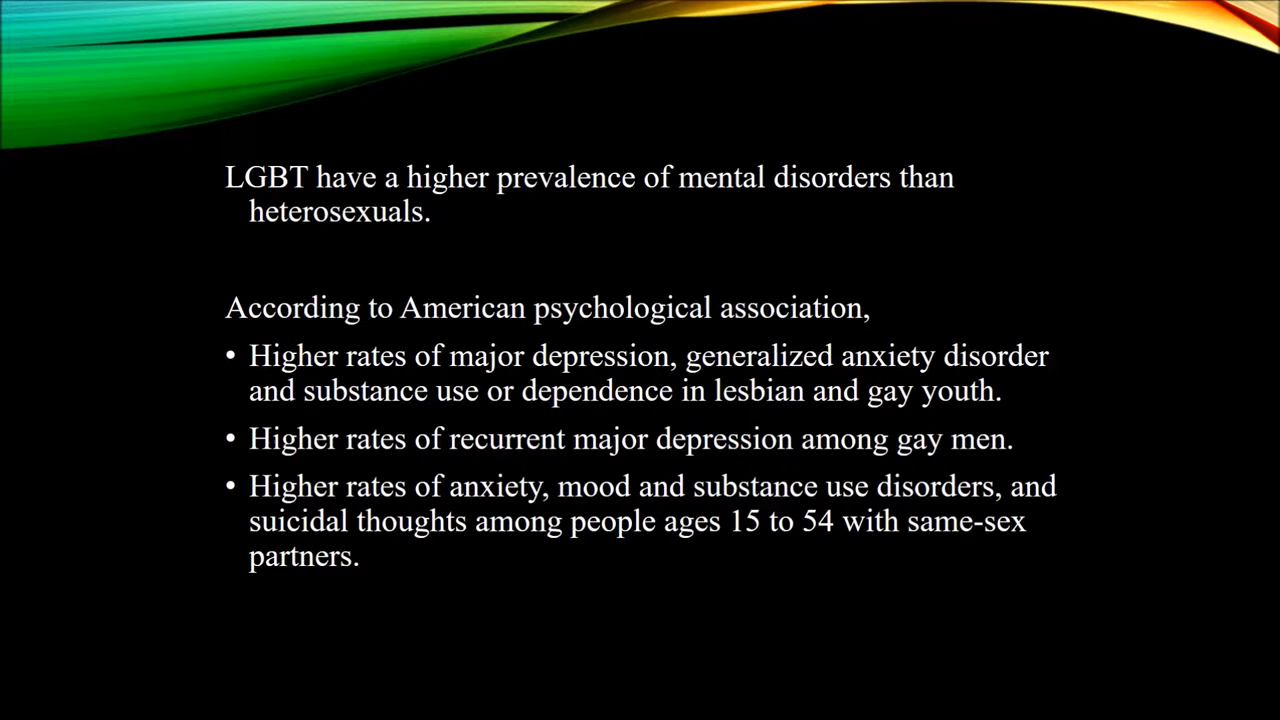 LGBT have a higher prevalence of mental disorders than
heterosexuals.
According to American psychological association,
• Higher rates of major depression, generalized anxiety disorder
and substance use or dependence in lesbian and gay youth.
• Higher rates of recurrent major depression among gay men.
• Higher rates of anxiety, mood and substance use disorders, and
suicidal thoughts among people ages 15 to 54 with same-sex
partners.